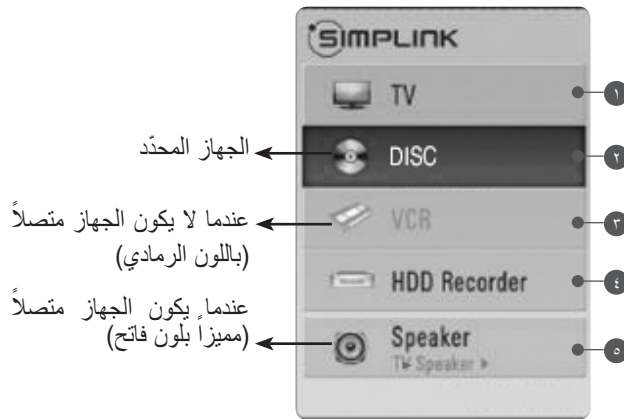 SIMPLINK
TV
١
DISC
٢
الجهاز المحدّد
VCR
٣
عندما لا يكون الجهاز متصلاً
(باللون الرمادي)
HDD Recorder
٤
عندما يكون الجهاز متصلاً
(مميزاً بلون فاتح)
Speaker
٥
TV Speaker